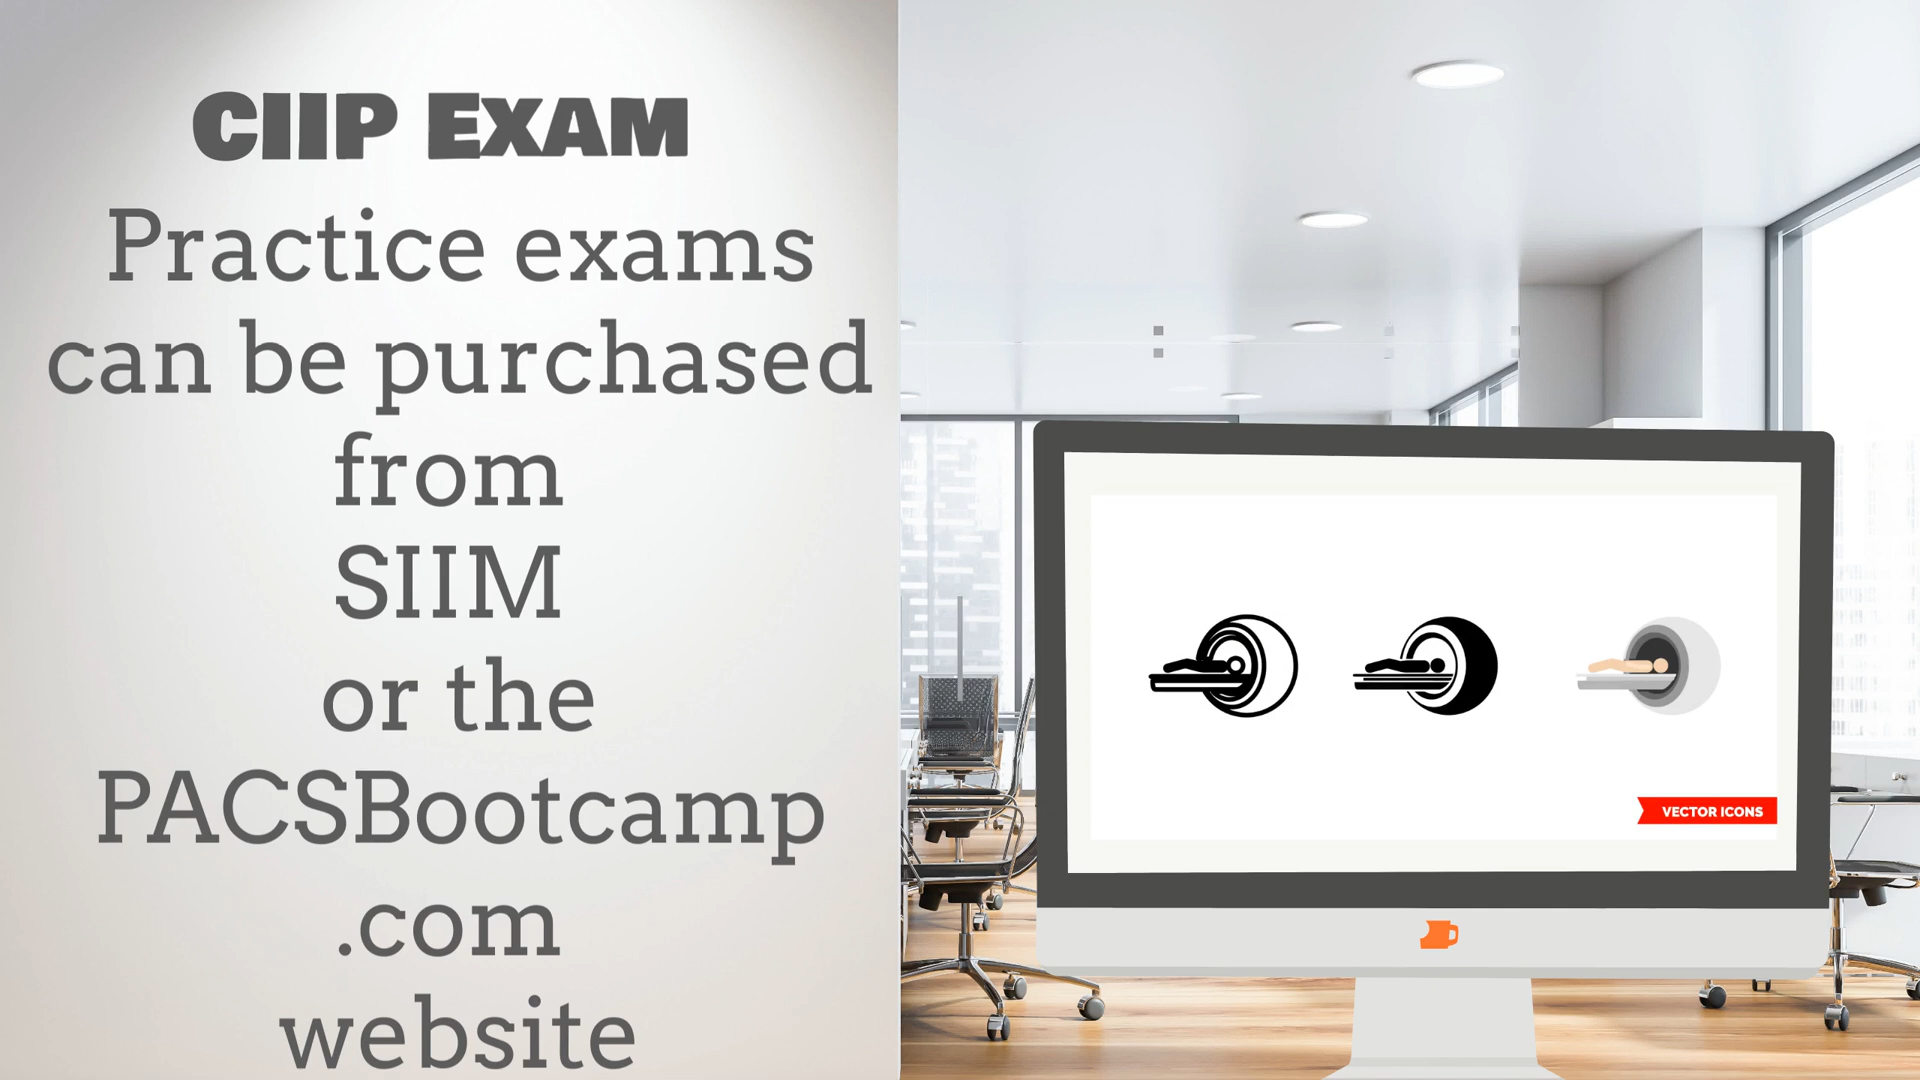 CIIP EXAM
Practice exams
can be purchased
from
SIIM
or the
PACSBootcamp
.com
website
VECTOR ICONS